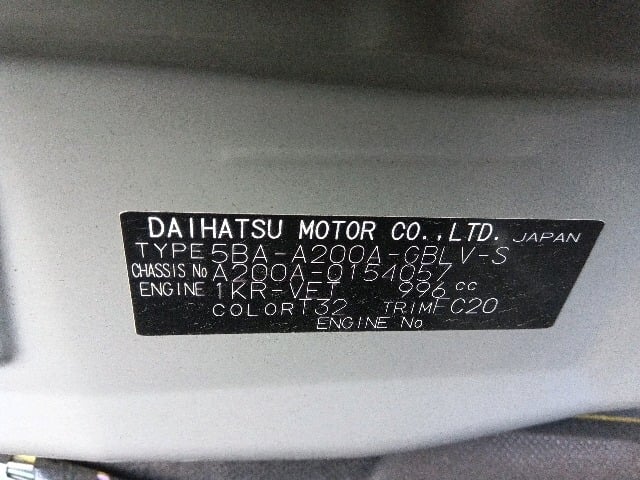 DAIHATSU MOTOR CO.,LTD. JAPAN
TYPE 5BA-A200A-GBLV-S
CHASSIS No A200A-0154057
ENGINE 1KR-VET 996 cc
COLOR T32 TRIM FC20
ENGINE No